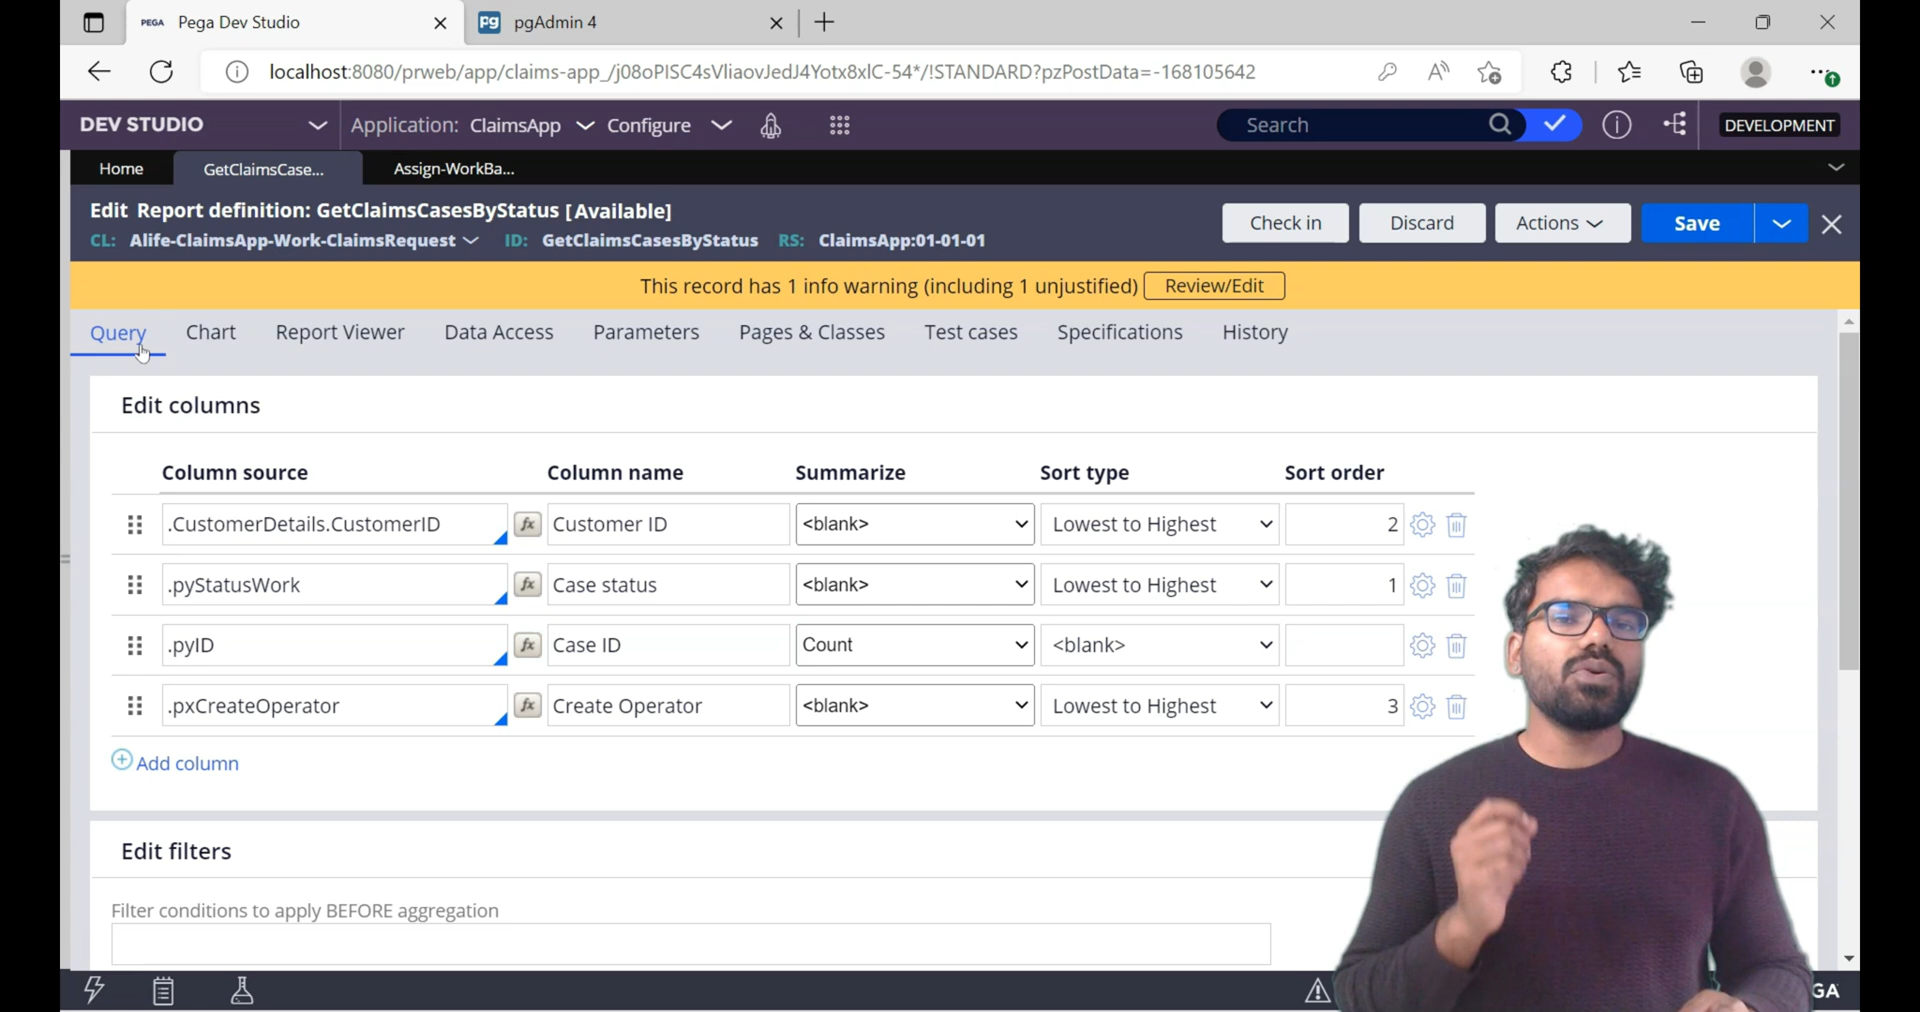 PEGA Pega Dev Studio
pgAdmin 4
localhost:8080/prweb/app/claims-app_/j08oPISC4sVliaovJedJ4Yotx8xlC-54*/!STANDARD?pzPostData=-168105642
DEV STUDIO
Application: ClaimsApp
Configure
Search
DEVELOPMENT
Home
GetClaimsCase...
Assign-WorkBa...
Edit Report definition: GetClaimsCasesByStatus [Available]
CL: Alife-ClaimsApp-Work-ClaimsRequest ID: GetClaimsCasesByStatus RS: ClaimsApp:01-01-01
Check in
Discard
Actions
Save
This record has 1 info warning (including 1 unjustified) Review/Edit
Query Chart Report Viewer Data Access Parameters Pages & Classes Test cases Specifications History
Edit columns
Column source Column name Summarize Sort type Sort order
.CustomerDetails.CustomerID fx Customer ID <blank> Lowest to Highest 2
.pyStatusWork fx Case status <blank> Lowest to Highest 1
.pyID fx Case ID Count <blank>
.pxCreateOperator fx Create Operator <blank> Lowest to Highest 3
Add column
Edit filters
Filter conditions to apply BEFORE aggregation
GA